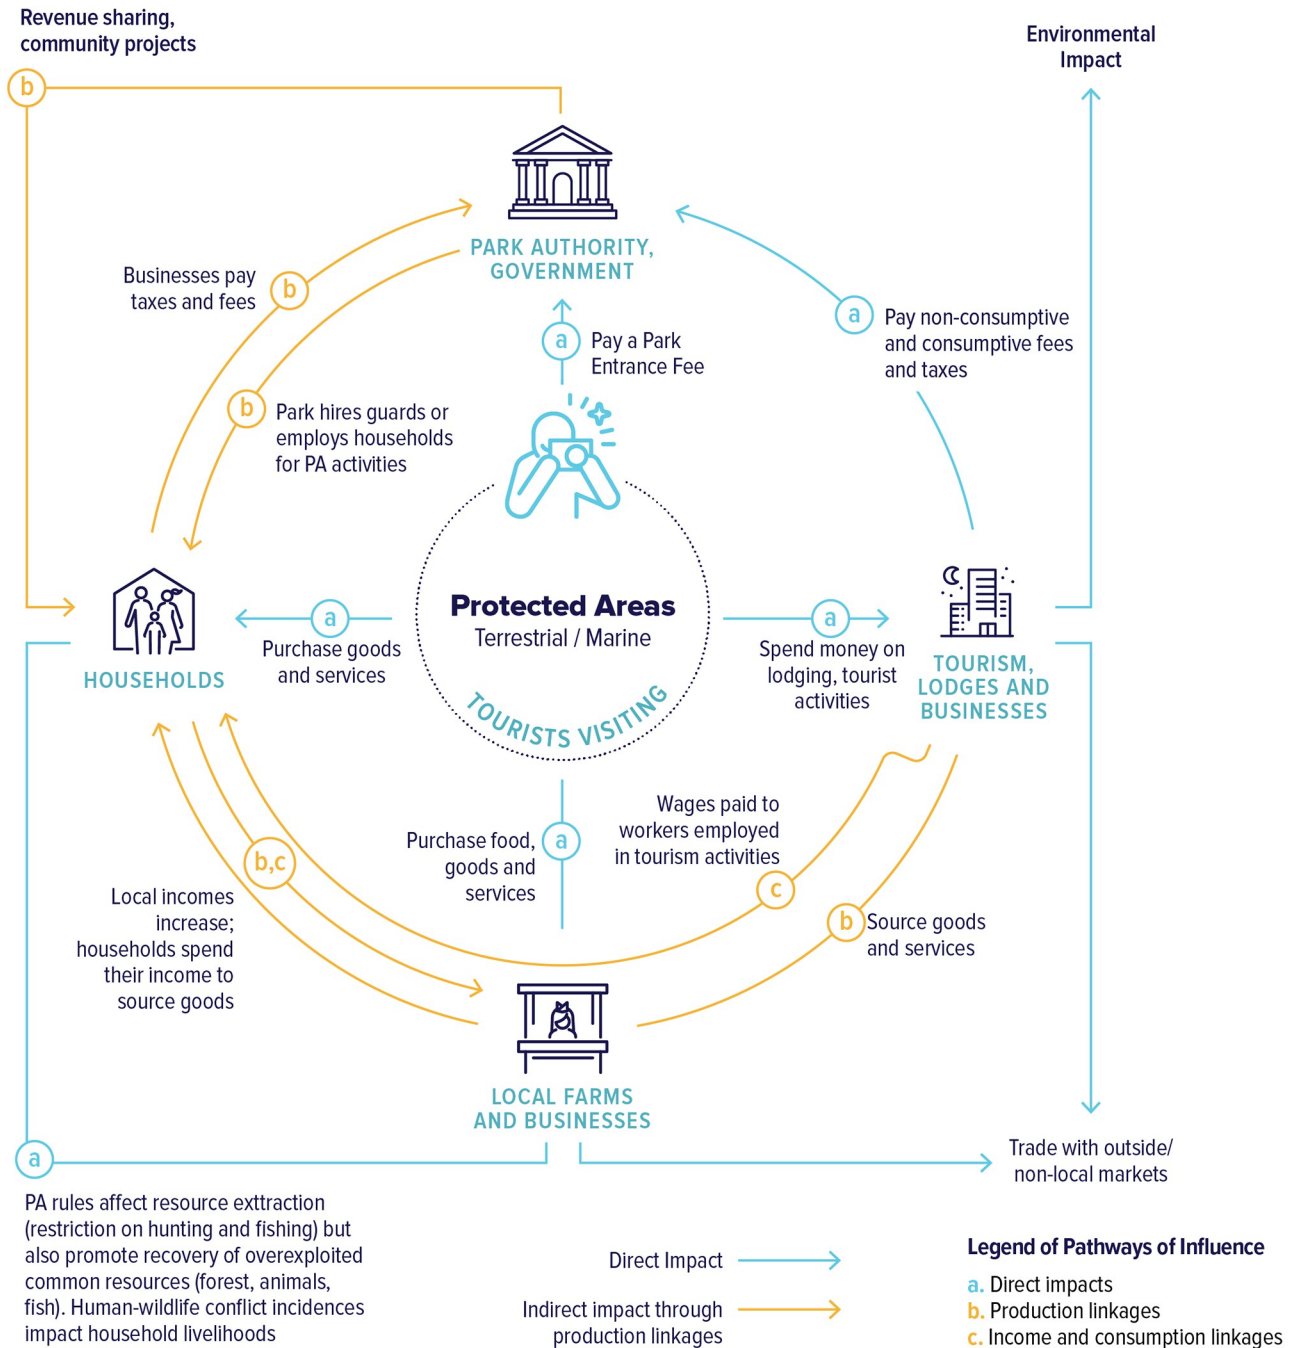 Revenue sharing,
community projects
b
Environmental
Impact
PARK AUTHORITY,
GOVERNMENT
Businesses pay
taxes and fees
b
a
Pay a Park
Entrance Fee
a
Pay non-consumptive
and consumptive fees
and taxes
b
Park hires guards or
employs households
for PA activities
Protected Areas
Terrestrial / Marine
TOURISTS VISITING
a
Purchase goods
and services
a
Spend money on
lodging, tourist
activities
HOUSEHOLDS
TOURISM,
LODGES AND
BUSINESSES
Purchase food,
goods and
services
a
Wages paid to
workers employed
in tourism activities
c
b
Source goods
and services
b,c
Local incomes
increase;
households spend
their income to
source goods
LOCAL FARMS
AND BUSINESSES
a
PA rules affect resource exttraction
(restriction on hunting and fishing) but
also promote recovery of overexploited
common resources (forest, animals,
fish). Human-wildlife conflict incidences
impact household livelihoods
Trade with outside/
non-local markets
Direct Impact
Indirect impact through
production linkages
Legend of Pathways of Influence
a. Direct impacts
b. Production linkages
c. Income and consumption linkages